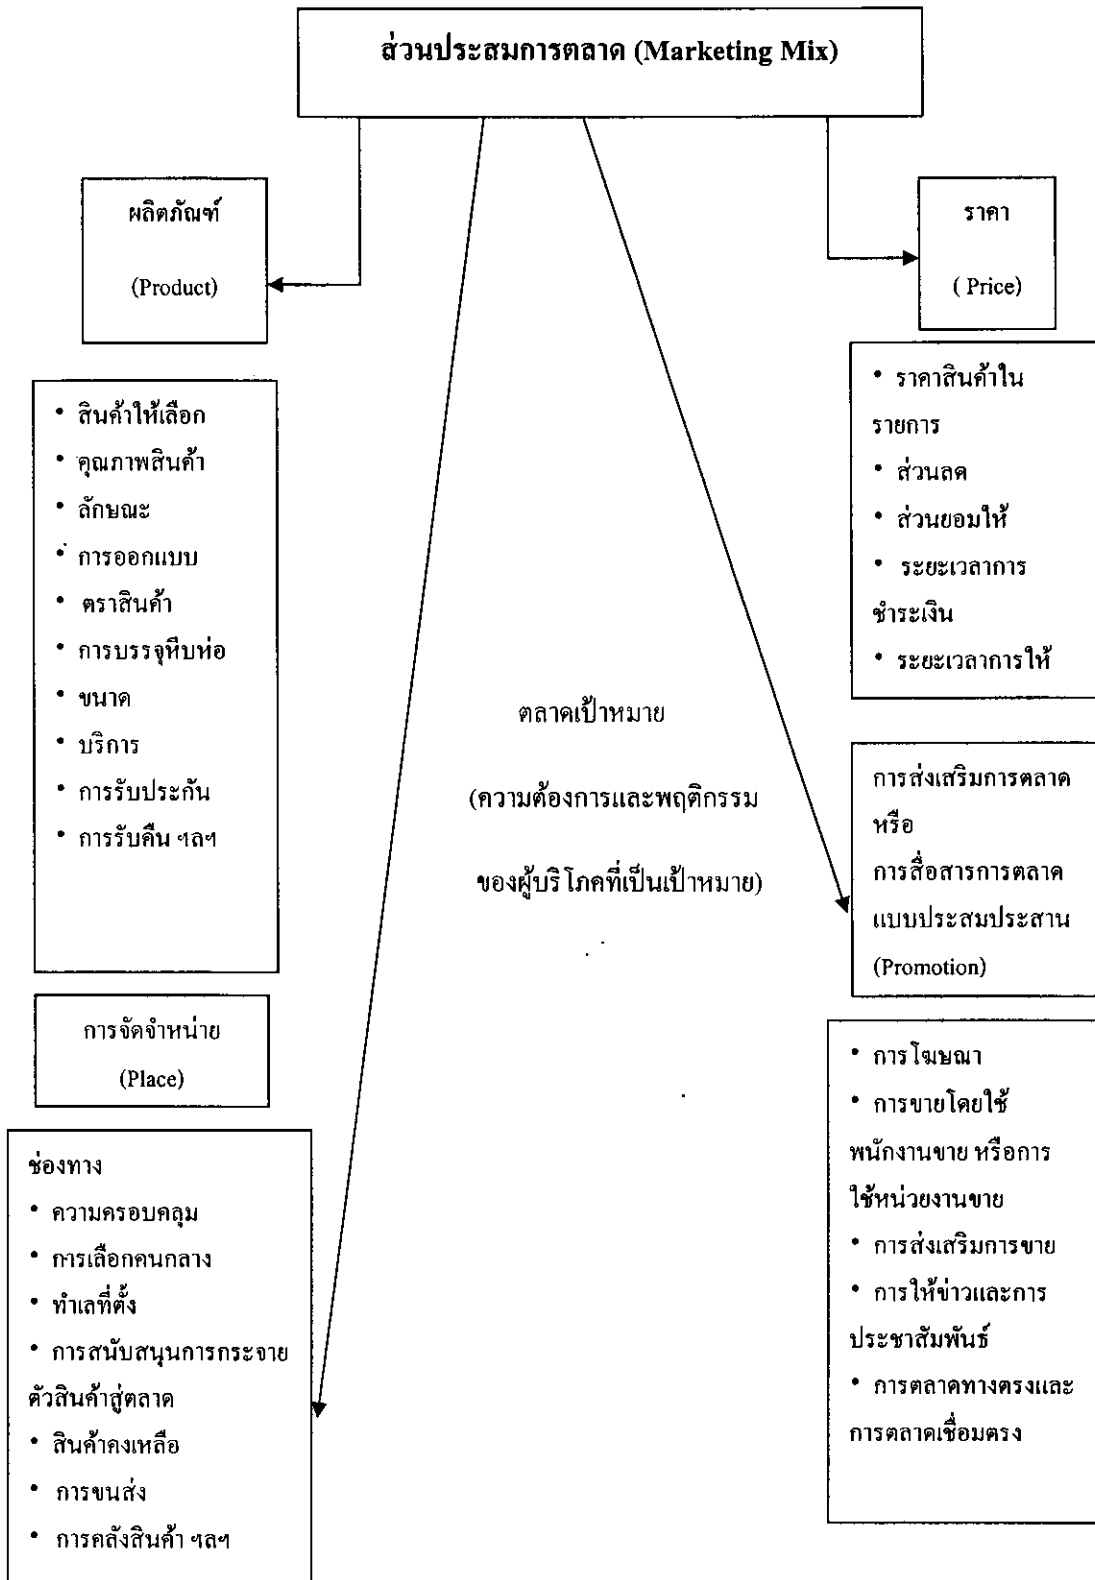 ส่วนประสมการตลาด (Marketing Mix)
ผลิตภัณฑ์
(Product)
ราคา
( Price)
• สินค้าให้เลือก
• คุณภาพสินค้า
• ลักษณะ
• การออกแบบ
• ตราสินค้า
• การบรรจุหีบห่อ
• ขนาด
• บริการ
• การรับประกัน
• การรับคืน ฯลฯ
• ราคาสินค้าใน
รายการ
• ส่วนลด
• ส่วนยอมให้
• ระยะเวลาการ
ชำระเงิน
• ระยะเวลาการให้
ตลาดเป้าหมาย
(ความต้องการและพฤติกรรม
ของผู้บริโภคที่เป็นเป้าหมาย)
การส่งเสริมการตลาด
หรือ
การสื่อสารการตลาด
แบบประสมประสาน
(Promotion)
การจัดจำหน่าย
(Place)
ช่องทาง
• ความครอบคลุม
• การเลือกคนกลาง
• ทำเลที่ตั้ง
• การสนับสนุนการกระจาย
ตัวสินค้าสู่ตลาด
• สินค้าคงเหลือ
• การขนส่ง
• การคลังสินค้า ฯลฯ
• การโฆษณา
• การขายโดยใช้
พนักงานขาย หรือการ
ใช้หน่วยงานขาย
• การส่งเสริมการขาย
• การให้ข่าวและการ
ประชาสัมพันธ์
• การตลาดทางตรงและ
การตลาดเชื่อมตรง